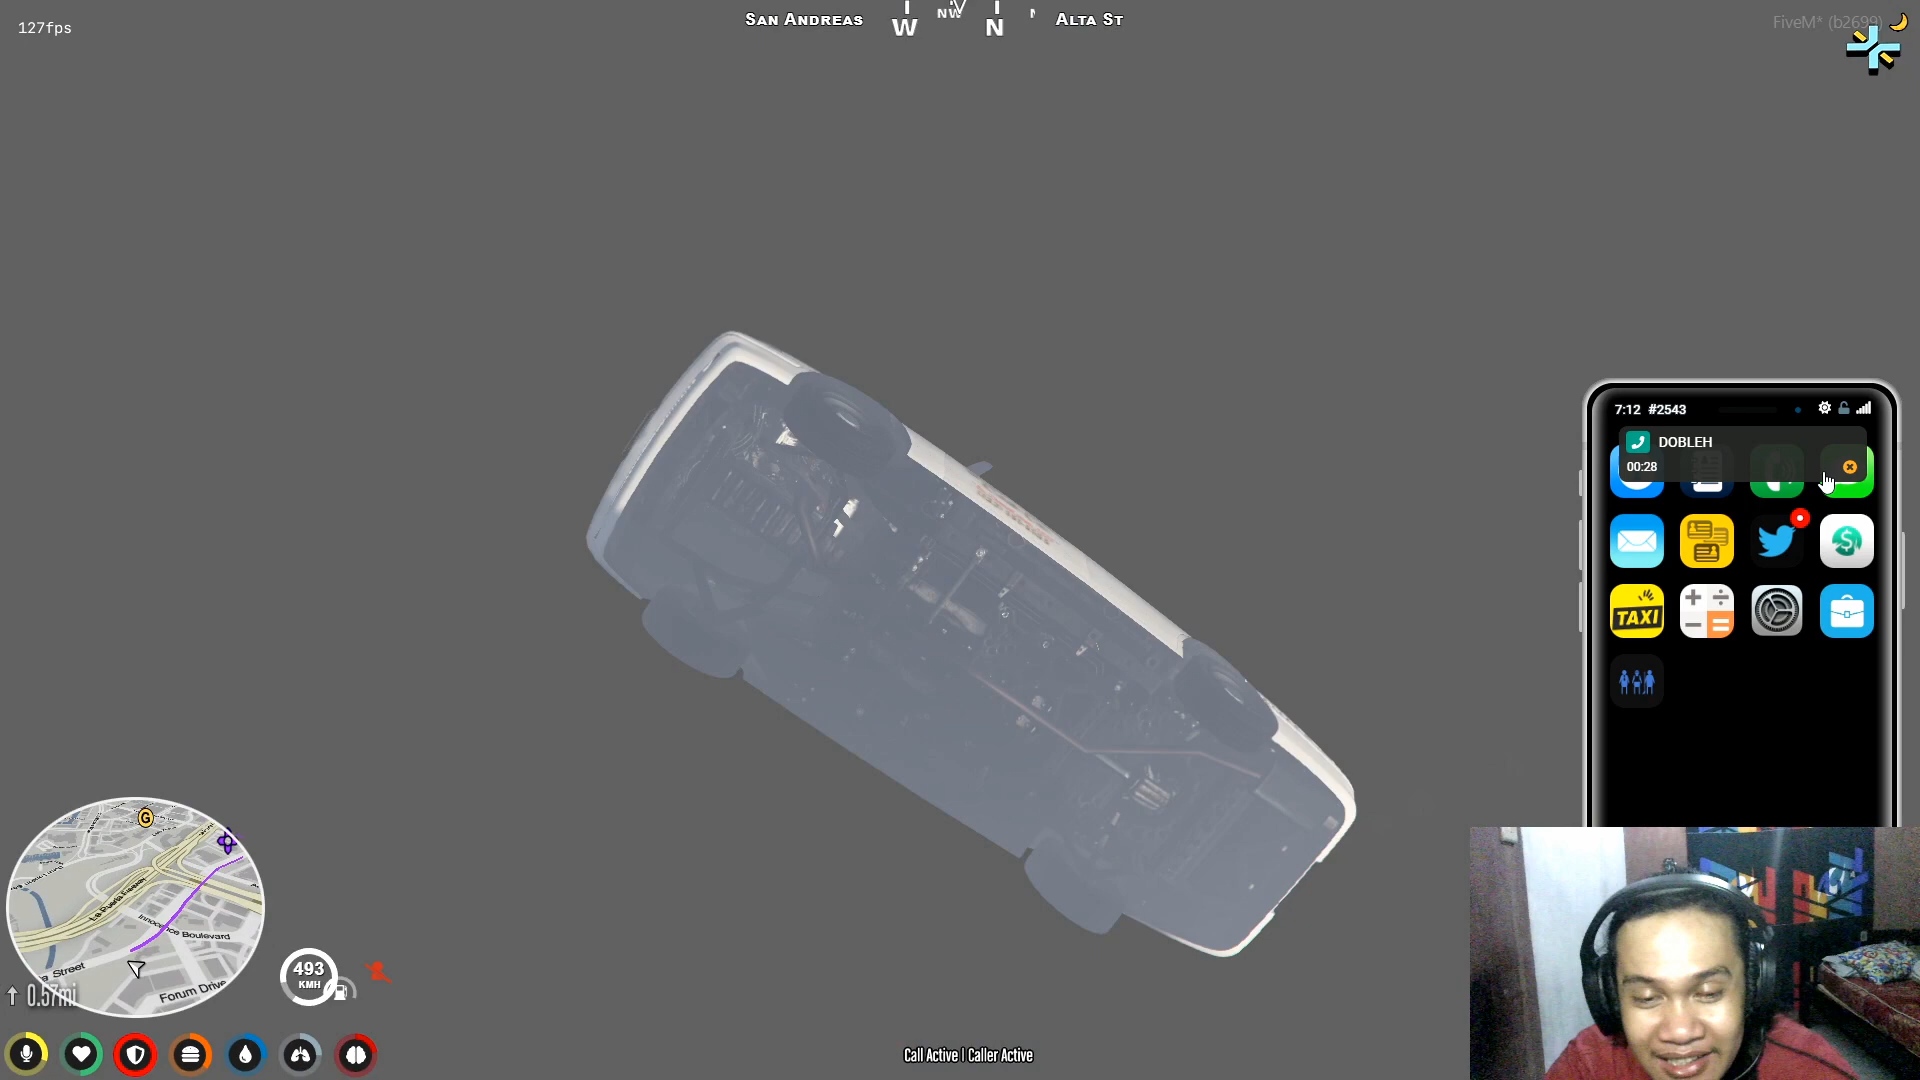 127fps
SAN ANDREAS
W
NW
N
ALTA ST
FiveM* (b2699)
7:12 #2543
DOBLEH
00:28
TAXI
G
La Puerta Freeway
Innocence Boulevard
Street
Forum Drive
0.57mi
493
KMH
Call Active | Caller Active